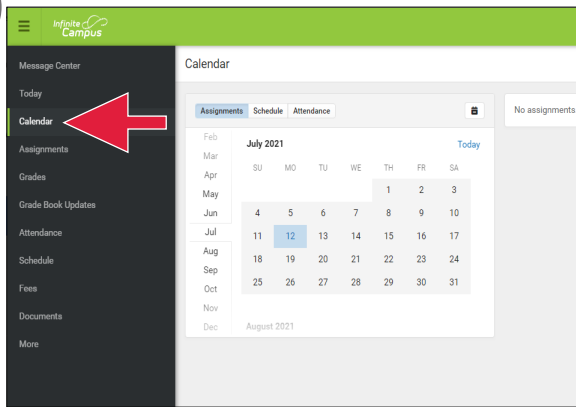 Infinite
Campus
Message Center
Today
Calendar
Assignments
Grades
Grade Book Updates
Attendance
Schedule
Fees
Documents
More
Calendar
Assignments Schedule Attendance
Feb
Mar
Apr
May
Jun
Jul
Aug
Sep
Oct
Nov
Dec
July 2021 Today
SU MO TU WE TH FR SA
1 2 3
4 5 6 7 8 9 10
11 12 13 14 15 16 17
18 19 20 21 22 23 24
25 26 27 28 29 30 31
August 2021
No assignments